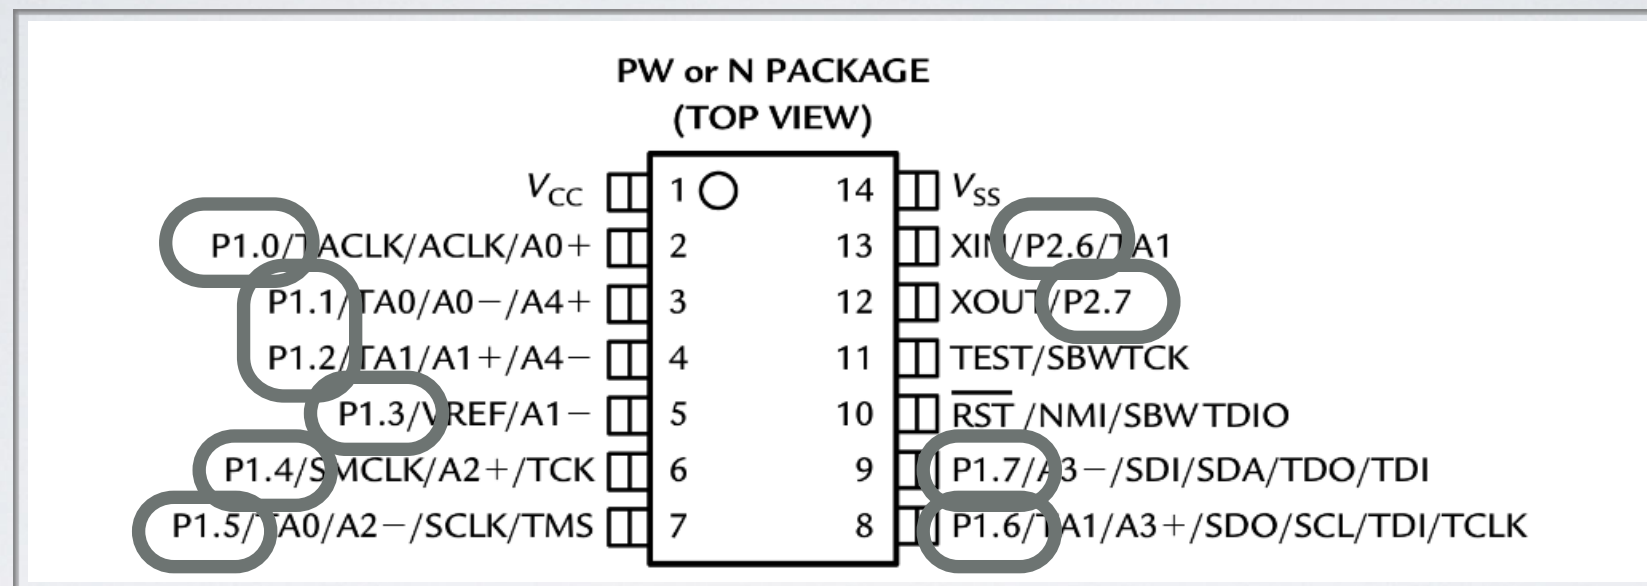 PW or N PACKAGE
(TOP VIEW)
VCC 1 14 VSS
P1.0/TACLK/ACLK/A0+ 2 13 XIN/P2.6/TA1
P1.1/TA0/A0−/A4+ 3 12 XOUT/P2.7
P1.2/TA1/A1+/A4− 4 11 TEST/SBWTCK
P1.3/VREF/A1− 5 10 RST /NMI/SBWTDIO
P1.4/SMCLK/A2+/TCK 6 9 P1.7/A3−/SDI/SDA/TDO/TDI
P1.5/TA0/A2−/SCLK/TMS 7 8 P1.6/TA1/A3+/SDO/SCL/TDI/TCLK